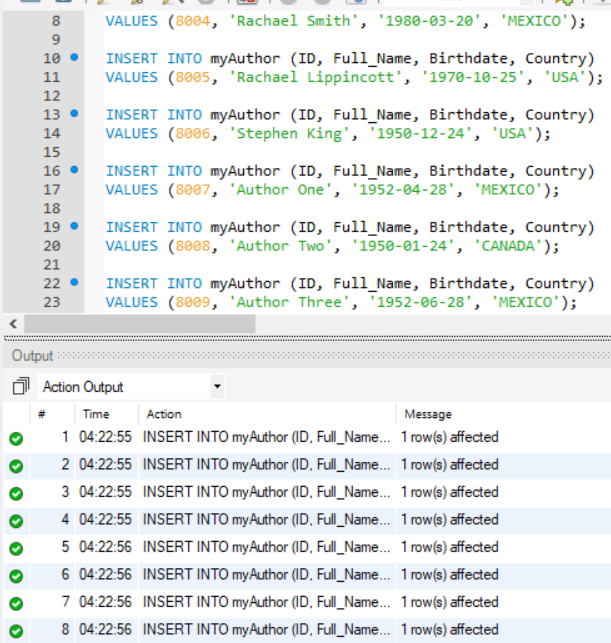 8 VALUES (8004, 'Rachael Smith', '1980-03-20', 'MEXICO');
9
10 INSERT INTO myAuthor (ID, Full_Name, Birthdate, Country)
11 VALUES (8005, 'Rachael Lippincott', '1970-10-25', 'USA');
12
13 INSERT INTO myAuthor (ID, Full_Name, Birthdate, Country)
14 VALUES (8006, 'Stephen King', '1950-12-24', 'USA');
15
16 INSERT INTO myAuthor (ID, Full_Name, Birthdate, Country)
17 VALUES (8007, 'Author One', '1952-04-28', 'MEXICO');
18
19 INSERT INTO myAuthor (ID, Full_Name, Birthdate, Country)
20 VALUES (8008, 'Author Two', '1950-01-24', 'CANADA');
21
22 INSERT INTO myAuthor (ID, Full_Name, Birthdate, Country)
23 VALUES (8009, 'Author Three', '1952-06-28', 'MEXICO');
Output
Action Output
# Time Action Message
1 04:22:55 INSERT INTO myAuthor (ID, Full_Name... 1 row(s) affected
2 04:22:55 INSERT INTO myAuthor (ID, Full_Name... 1 row(s) affected
3 04:22:55 INSERT INTO myAuthor (ID, Full_Name... 1 row(s) affected
4 04:22:55 INSERT INTO myAuthor (ID, Full_Name... 1 row(s) affected
5 04:22:56 INSERT INTO myAuthor (ID, Full_Name... 1 row(s) affected
6 04:22:56 INSERT INTO myAuthor (ID, Full_Name... 1 row(s) affected
7 04:22:56 INSERT INTO myAuthor (ID, Full_Name... 1 row(s) affected
8 04:22:56 INSERT INTO myAuthor (ID, Full_Name... 1 row(s) affected